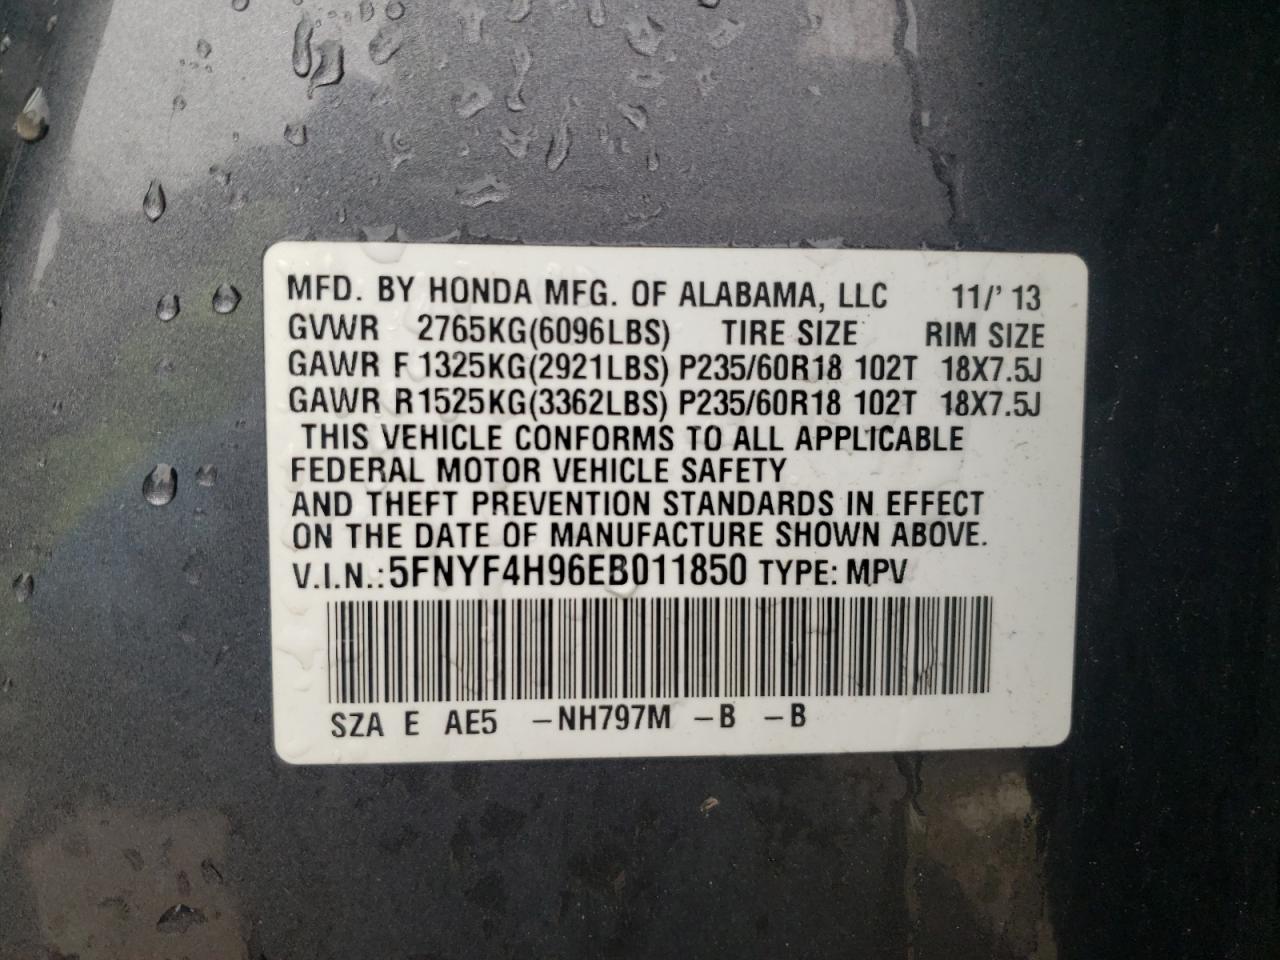 MFD. BY HONDA MFG. OF ALABAMA, LLC 11/' 13
GVWR 2765KG(6096LBS) TIRE SIZE RIM SIZE
GAWR F 1325KG(2921LBS) P235/60R18 102T 18X7.5J
GAWR R 1525KG(3362LBS) P235/60R18 102T 18X7.5J
THIS VEHICLE CONFORMS TO ALL APPLICABLE
FEDERAL MOTOR VEHICLE SAFETY
AND THEFT PREVENTION STANDARDS IN EFFECT
ON THE DATE OF MANUFACTURE SHOWN ABOVE.
V.I.N.:5FNYF4H96EB011850 TYPE: MPV
SZA E AE5 –NH797M –B –B